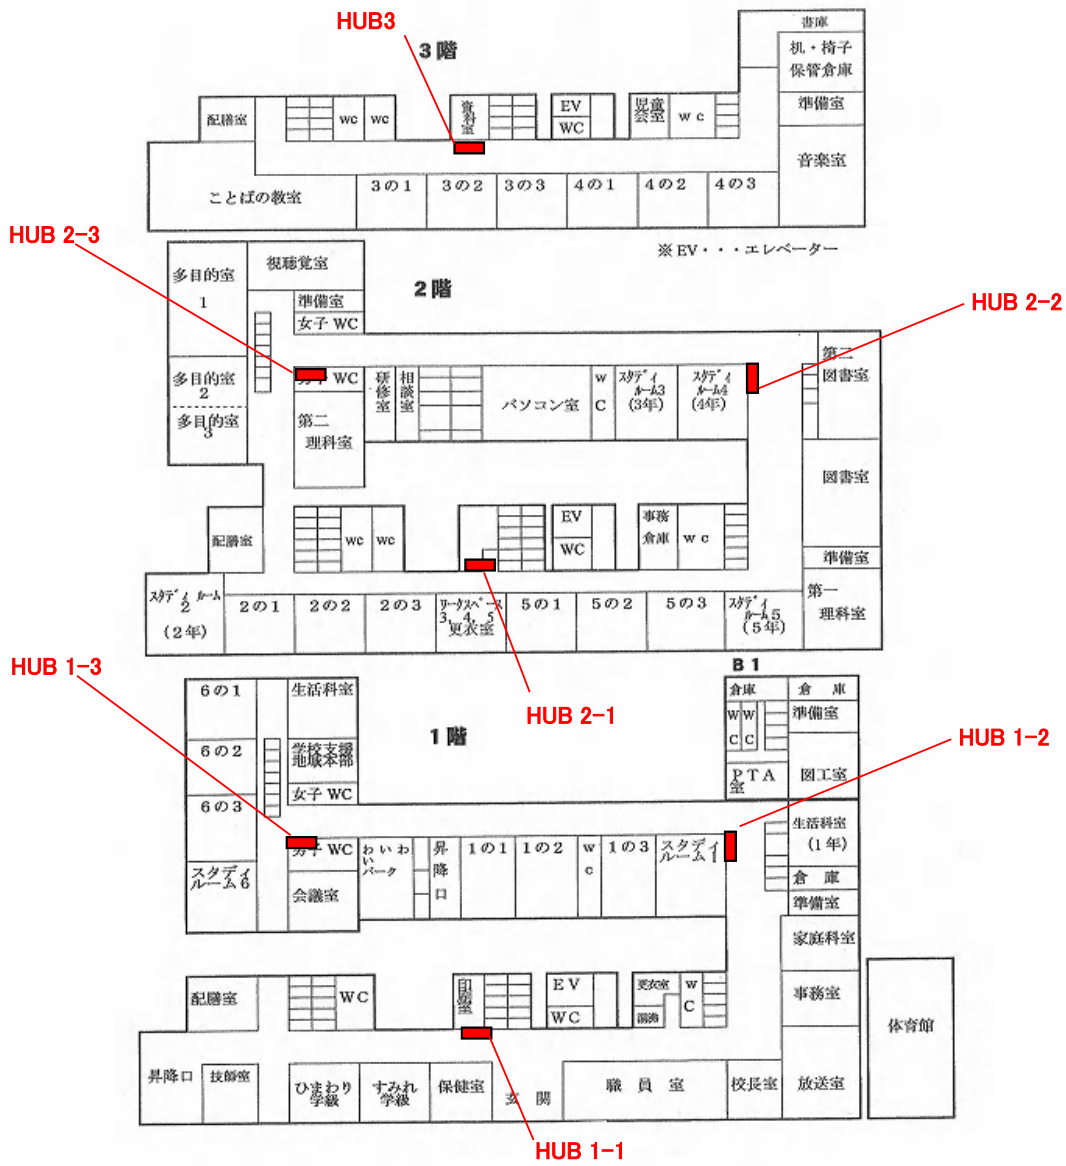 HUB3
3階
書庫
机・椅子
保管倉庫
準備室
音楽室
配膳室
wc
wc
資料室
EV
WC
児童会室
wc
ことばの教室
3の1
3の2
3の3
4の1
4の2
4の3
※EV・・・エレベーター
HUB 2-3
2階
HUB 2-2
多目的室
1
視聴覚室
準備室
女子 WC
多目的室
2
多目的室
3
男子 WC
第二
理科室
研修室
相談室
パソコン室
WC
スタディ
ルーム3
(3年)
スタディ
ルーム4
(4年)
第二
図書室
図書室
準備室
第一
理科室
配膳室
wc
wc
EV
WC
事務
倉庫
wc
スタディ ルーム
2
(2年)
2の1
2の2
2の3
ワークスペース
3, 4, 5
更衣室
5の1
5の2
5の3
スタディ
ルーム5
(5年)
HUB 2-1
HUB 1-3
1階
B1
HUB 1-2
6の1
6の2
6の3
スタディ
ルーム6
生活科室
学校支援
地域本部
女子 WC
男子 WC
会議室
わいわい
パーク
昇降口
1の1
1の2
wc
1の3
スタディ
ルーム1
倉庫
倉 庫
WC
WC
準備室
PTA
室
図工室
生活科室
(1年)
倉 庫
準備室
家庭科室
事務室
放送室
体育館
配膳室
WC
印刷室
EV
WC
更衣室
WC
昇降口
技師室
ひまわり
学級
すみれ
学級
保健室
玄 関
職 員 室
校長室
HUB 1-1